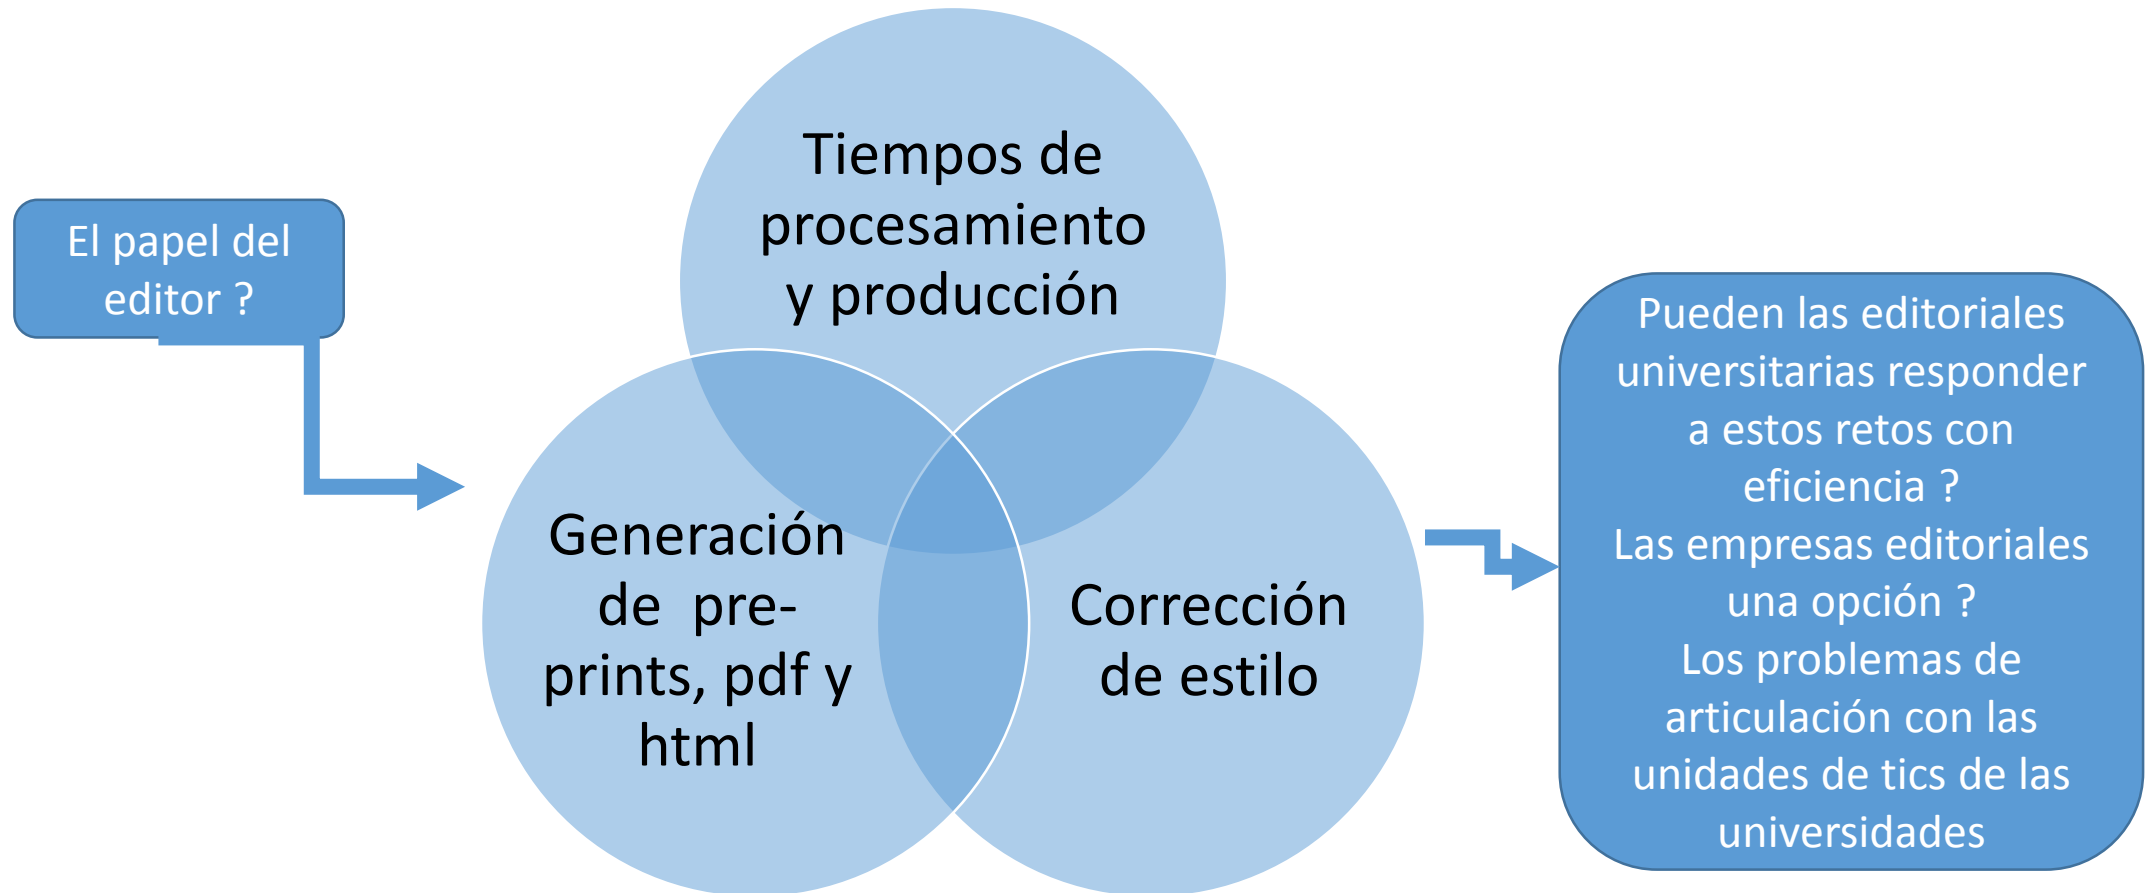 El papel del
editor ?
Tiempos de
procesamiento
y producción
Generación
de pre-
prints, pdf y
html
Corrección
de estilo
Pueden las editoriales
universitarias responder
a estos retos con
eficiencia ?
Las empresas editoriales
una opción ?
Los problemas de
articulación con las
unidades de tics de las
universidades